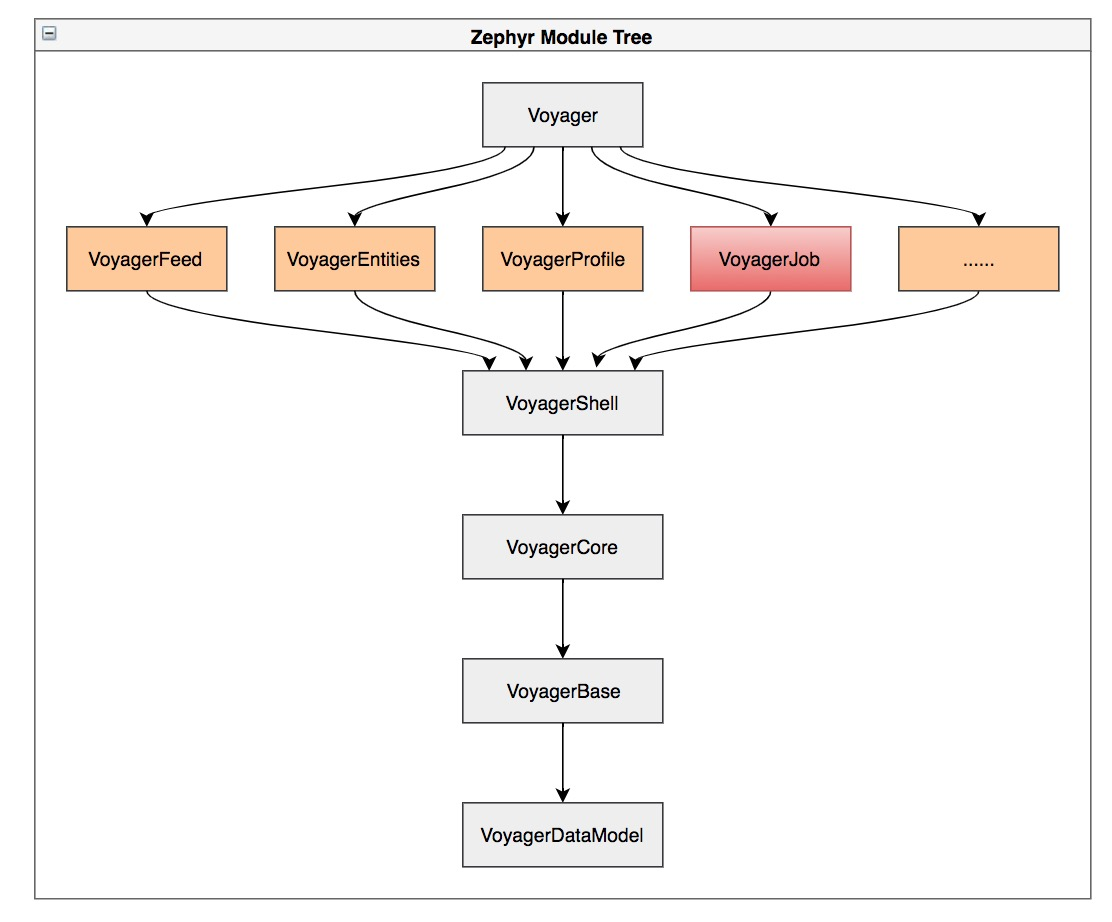 Zephyr Module Tree
Voyager
VoyagerFeed
VoyagerEntities
VoyagerProfile
VoyagerJob
......
VoyagerShell
VoyagerCore
VoyagerBase
VoyagerDataModel